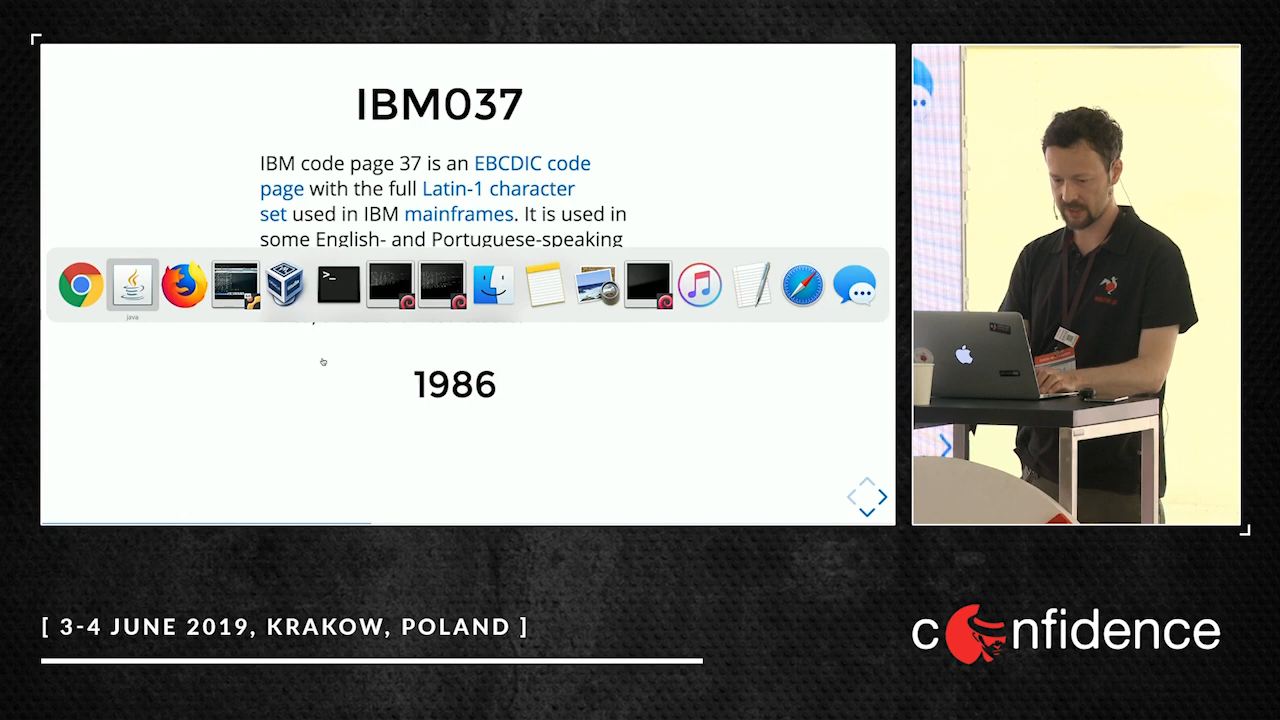 IBM037
IBM code page 37 is an EBCDIC code
page with the full Latin-1 character
set used in IBM mainframes. It is used in
some English- and Portuguese-speaking
java
1986
[ 3-4 JUNE 2019, KRAKOW, POLAND ]
confidence